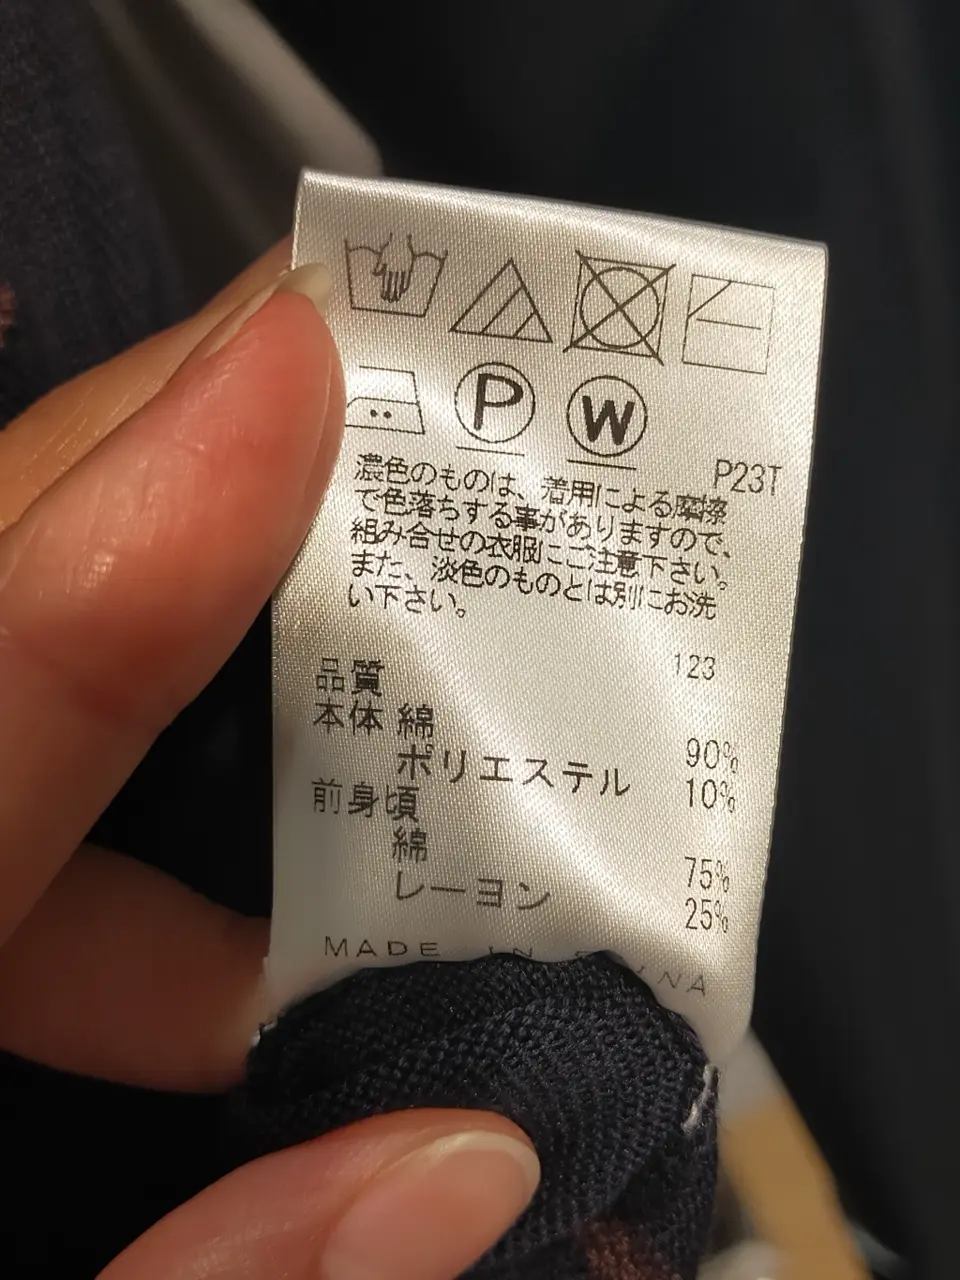 P
W
P23T
濃色のものは、着用による摩擦
で色落ちする事がありますので、
組み合せの衣服にご注意下さい。
また、淡色のものとは別にお洗
い下さい。
123
品質
本体 綿 90%
ポリエステル 10%
前身頃
綿 75%
レーヨン 25%
MADE IN